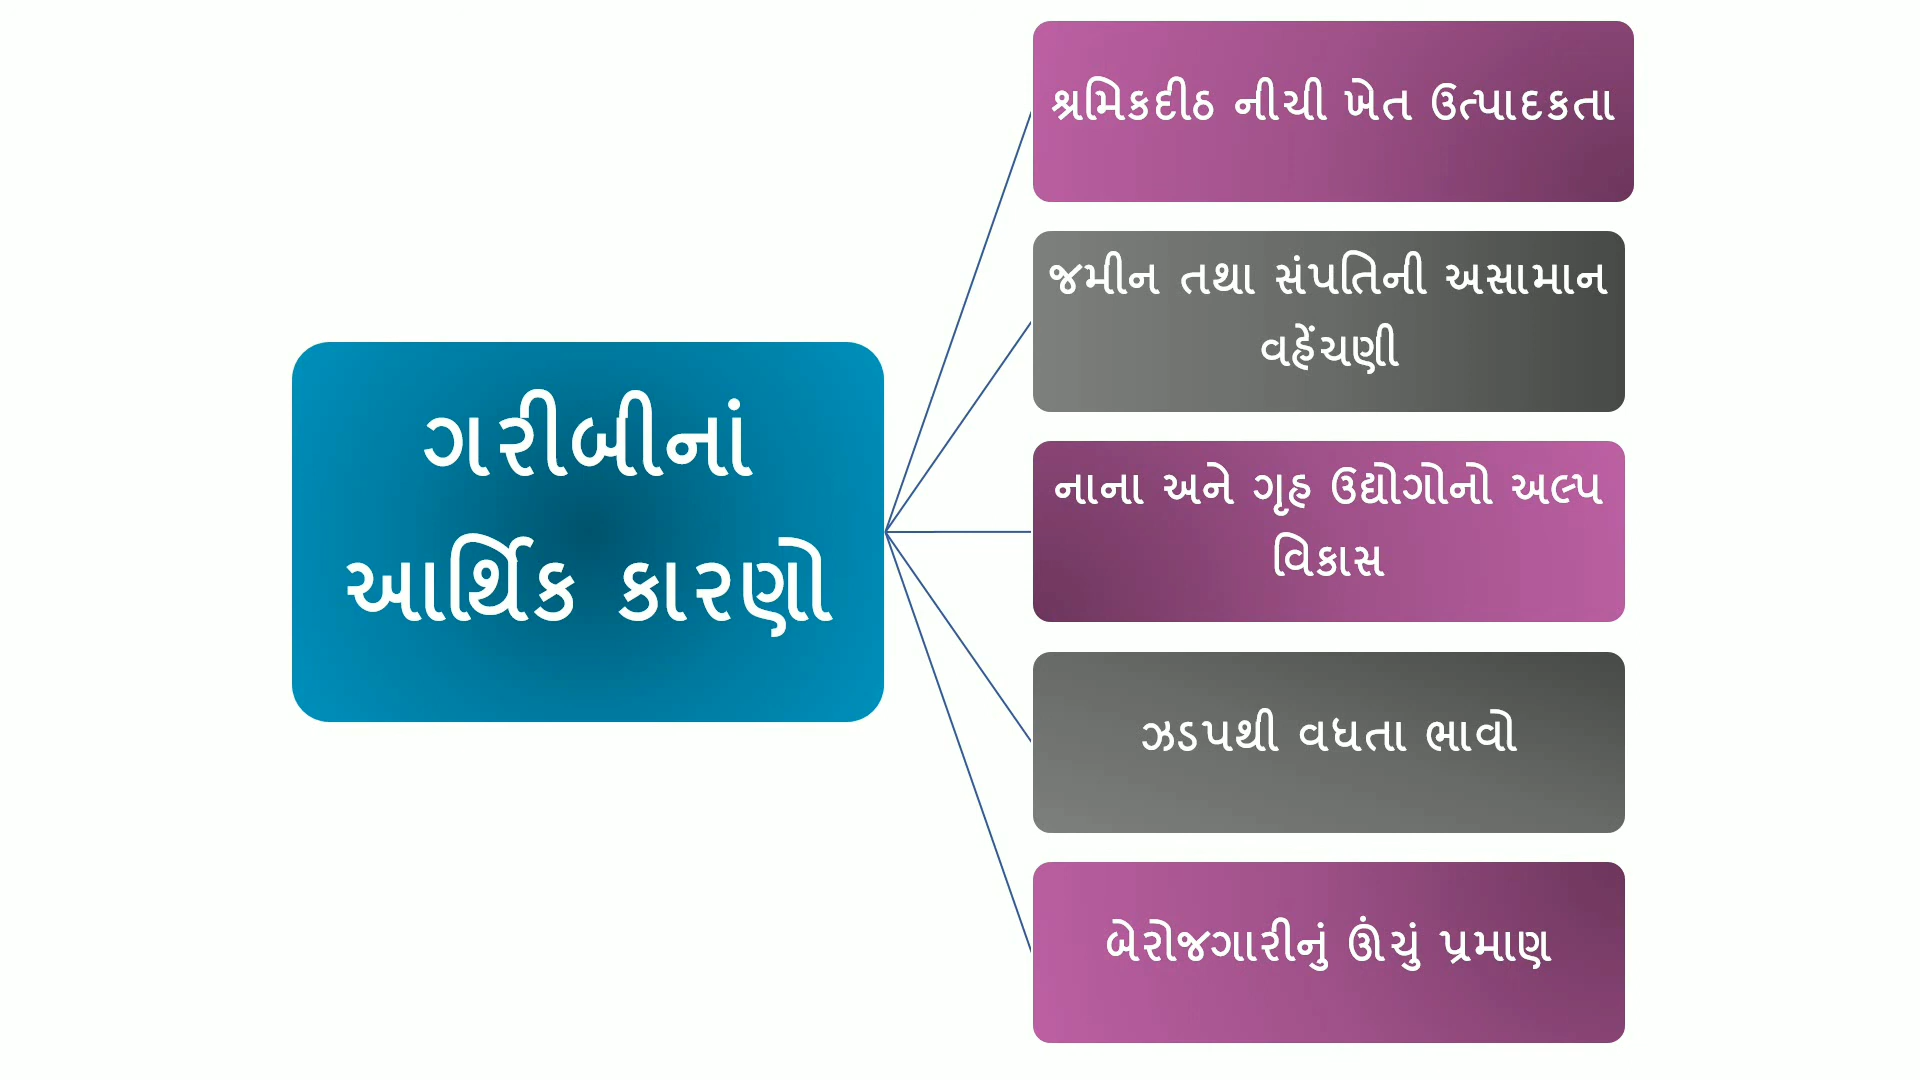 ગરીબીનાં
આર્થિક કારણો
શ્રમિકદીઠ નીચી ખેત ઉત્પાદકતા
જમીન તથા સંપતિની અસામાન
વહેંચણી
નાના અને ગૃહ ઉદ્યોગોનો અલ્પ
વિકાસ
ઝડપથી વધતા ભાવો
બેરોજગારીનું ઊંચું પ્રમાણ